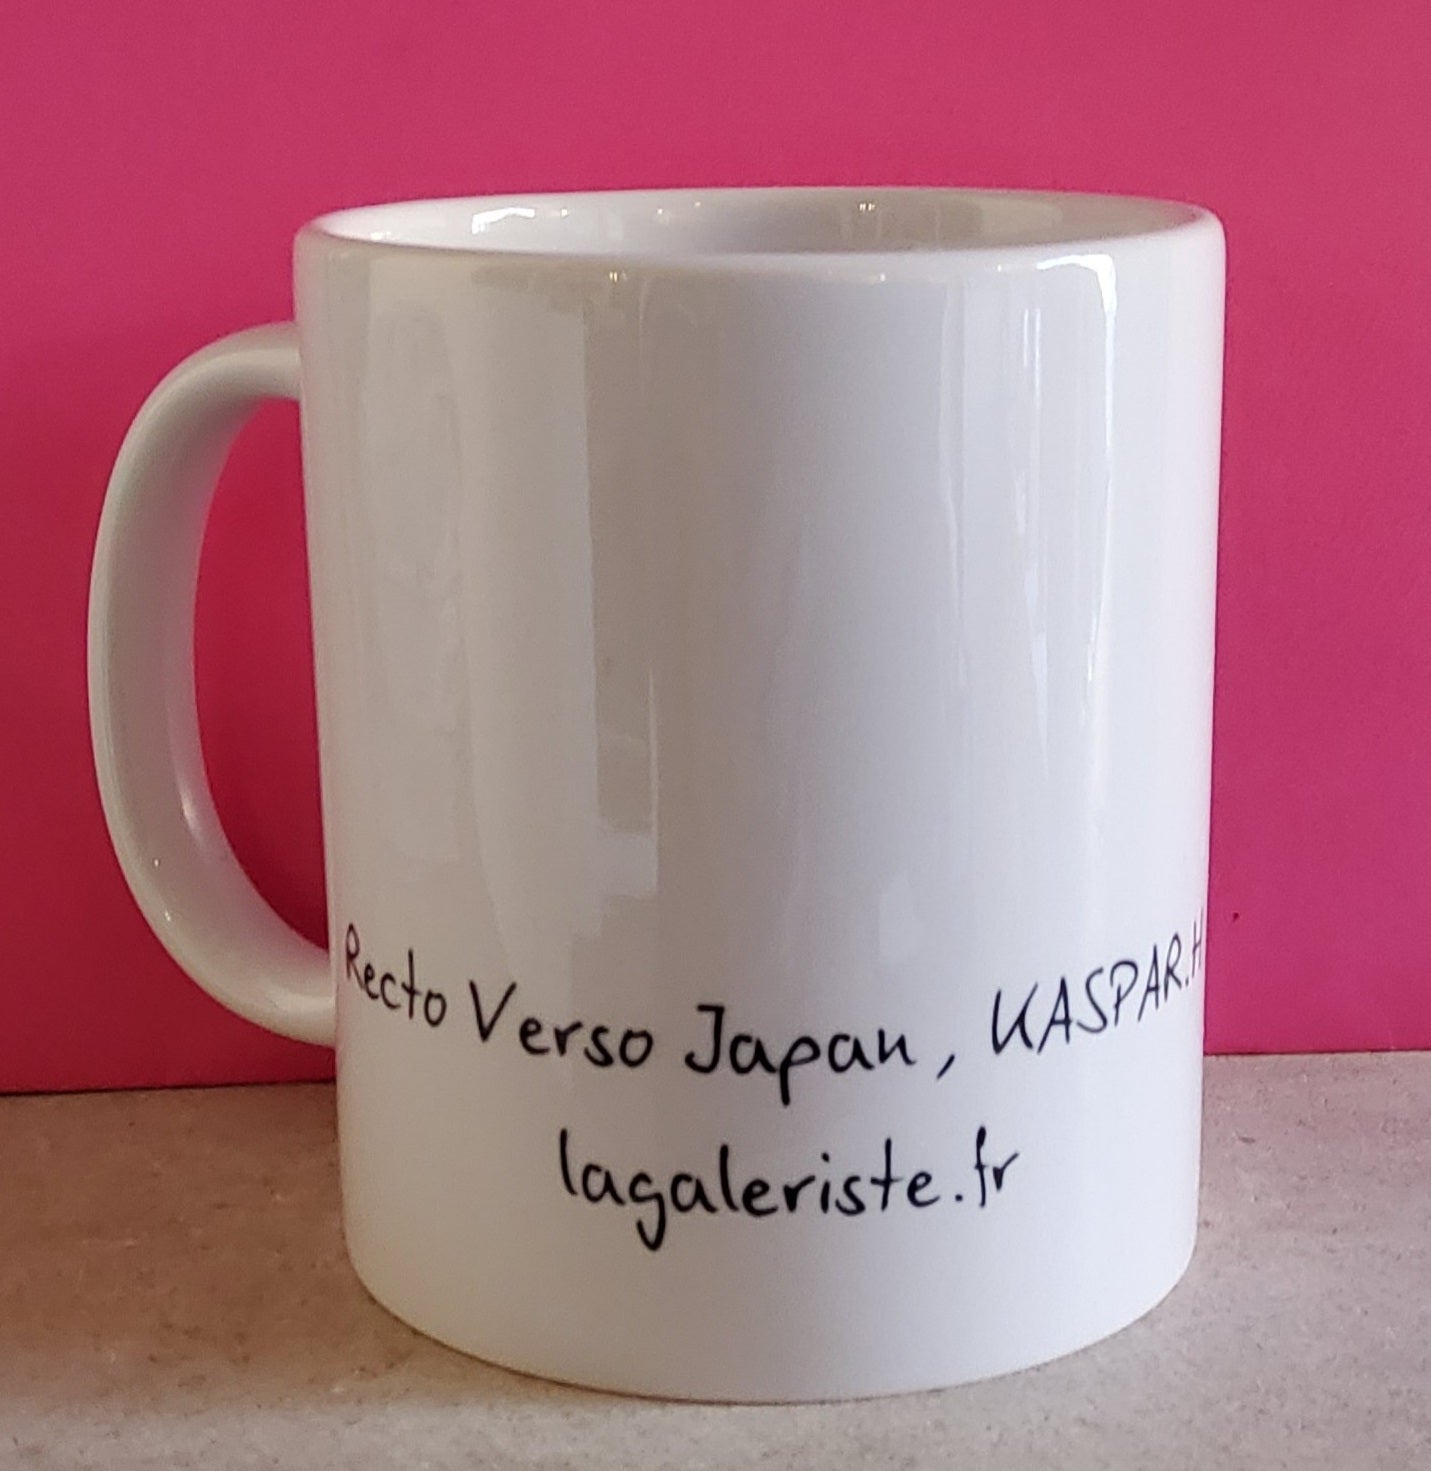 Recto Verso Japan, KASPAR.H
lagaleriste.fr